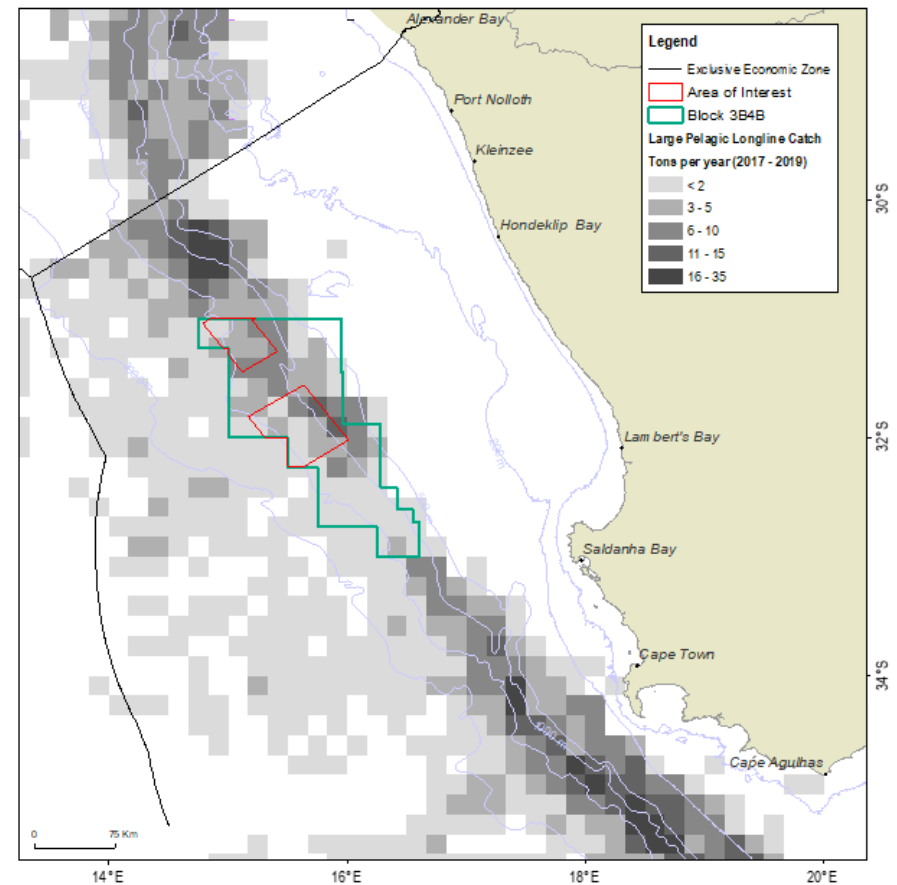 Alexander Bay
Legend
Exclusive Economic Zone
Area of Interest
Block 3B4B
Large Pelagic Longline Catch
Tons per year (2017 - 2019)
< 2
3 - 5
6 - 10
11 - 15
16 - 35
Port Nolloth
Kleinzee
Hondeklip Bay
30°S
Lambert's Bay
32°S
200 m
Saldanha Bay
Cape Town
34°S
Cape Agulhas
0 75 Km
14°E 16°E 18°E 20°E